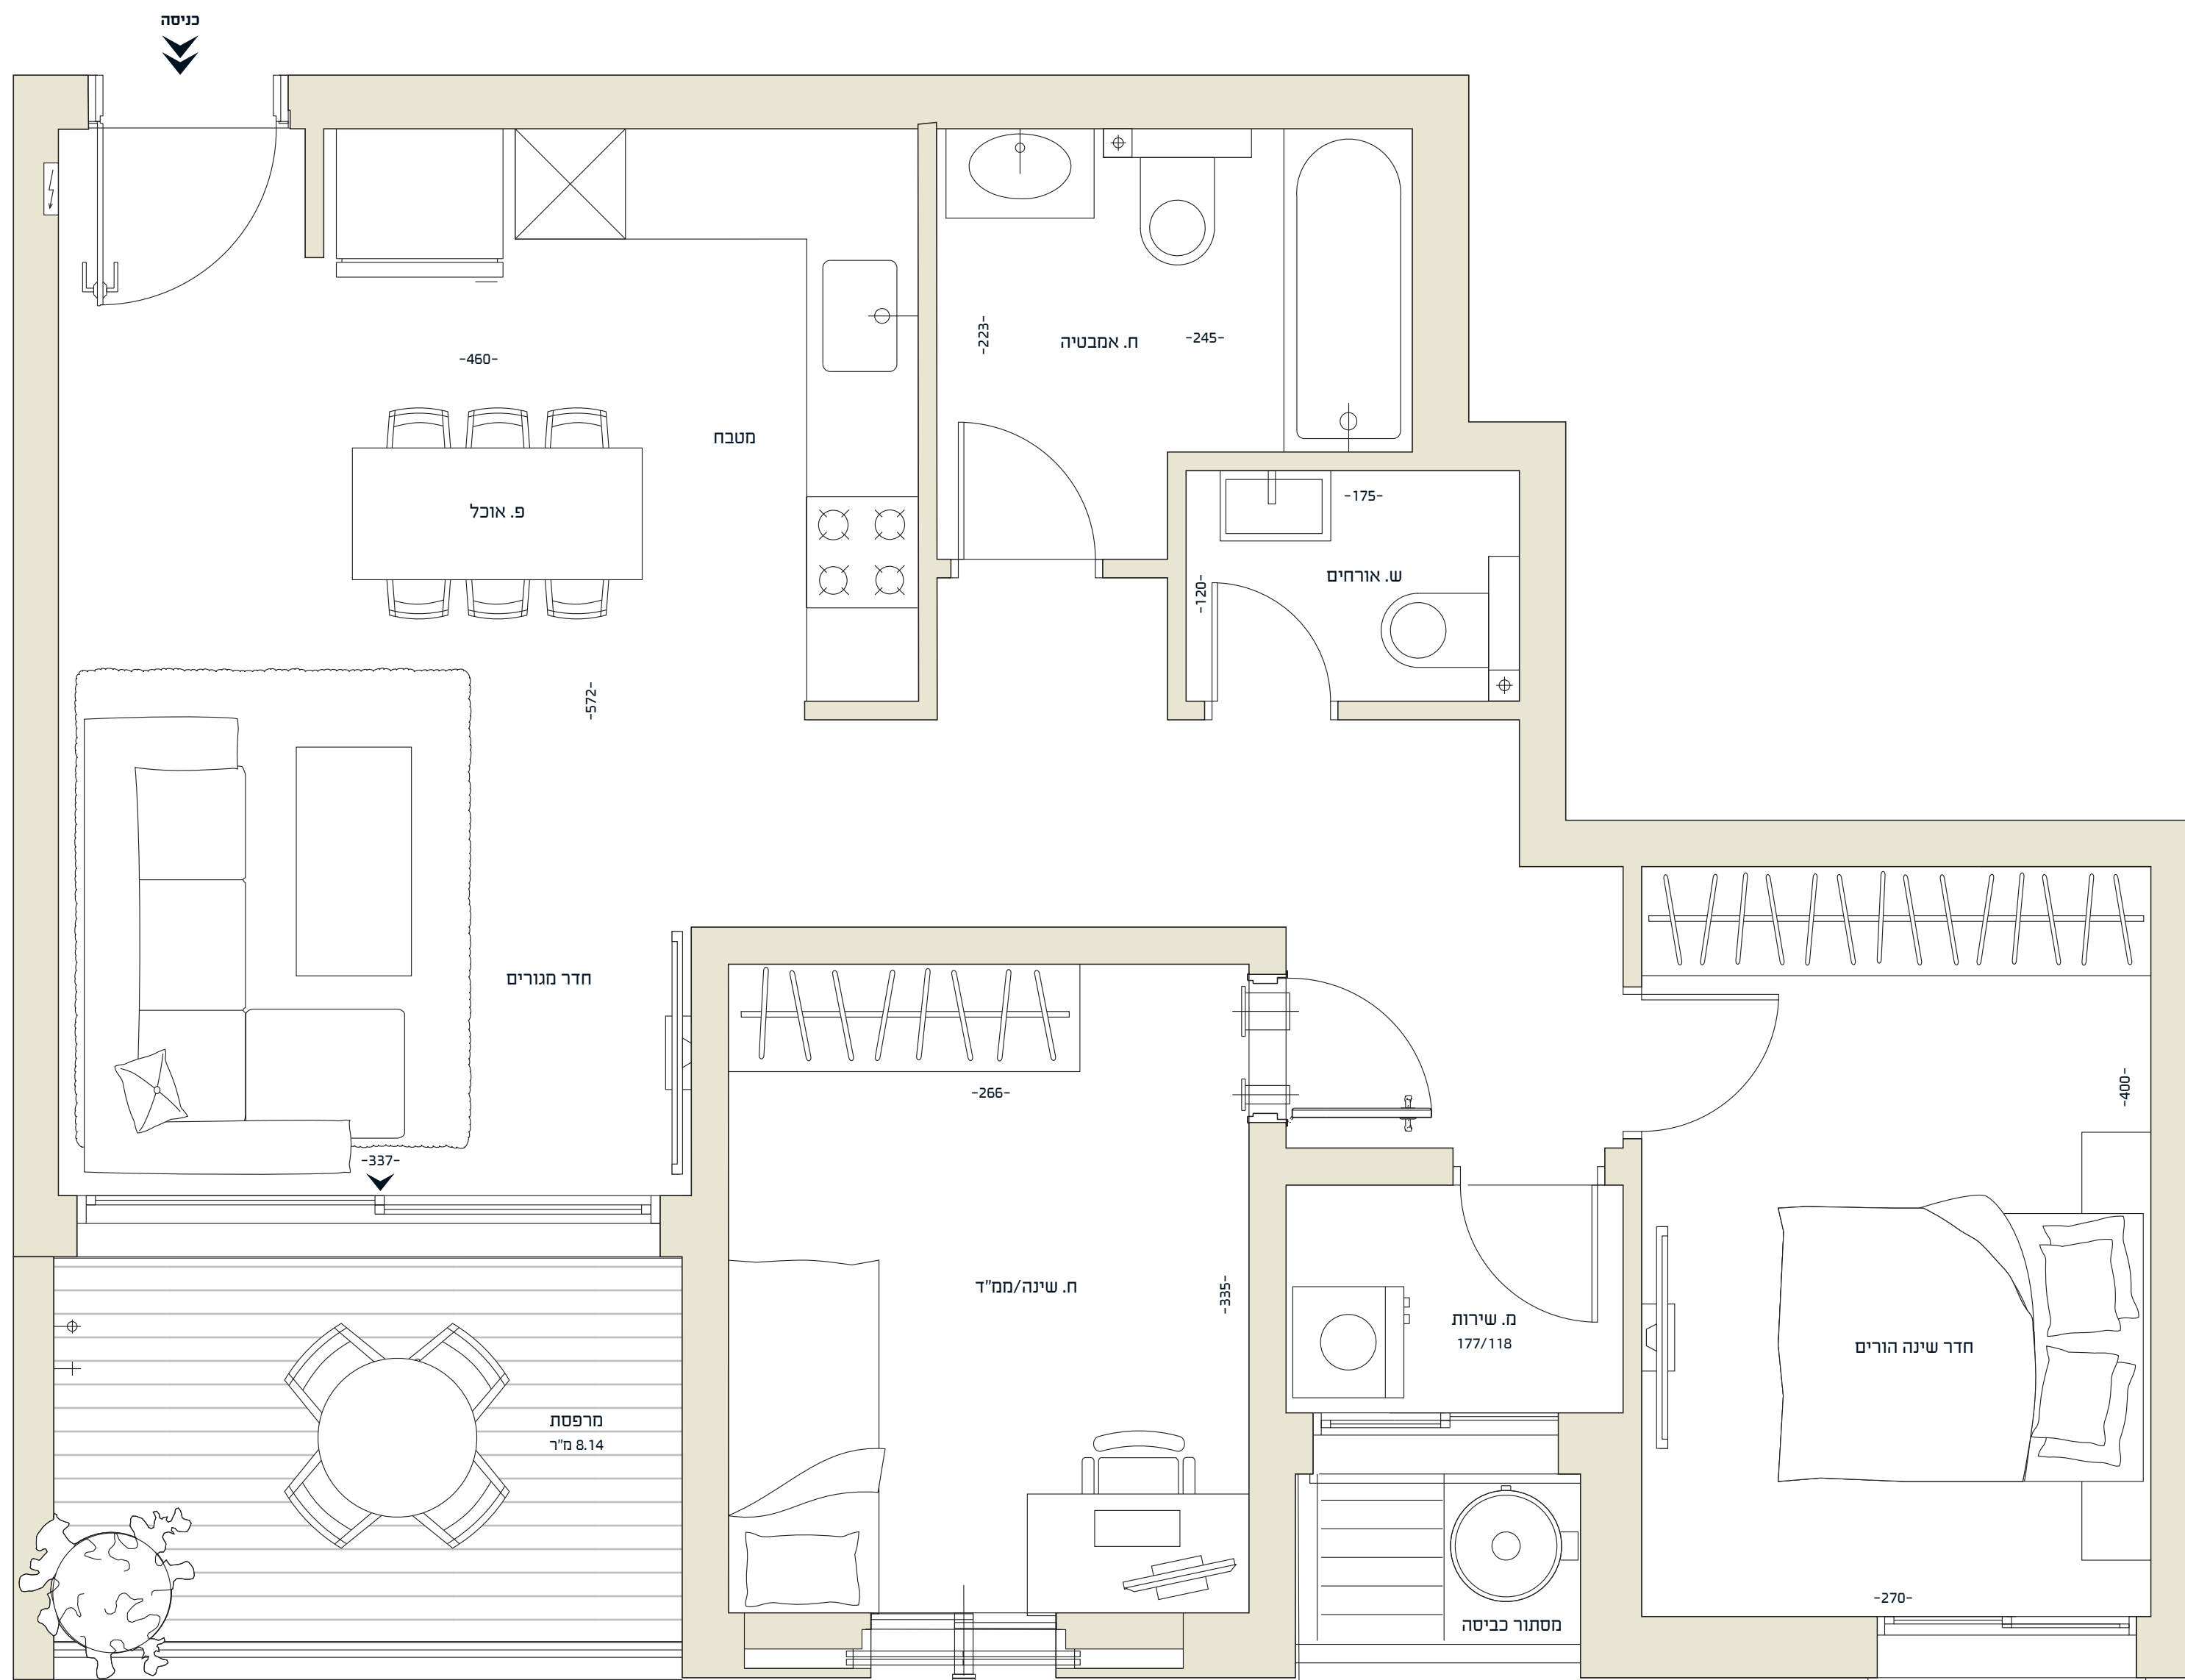 כניסה
-460-
-223-
ח. אמבטיה
-245-
מטבח
פ. אוכל
-175-
-120-
ש. אורחים
-572-
חדר מגורים
-337-
-266-
-400-
ח. שינה/ממ"ד
-335-
מ. שירות
177/118
חדר שינה הורים
מרפסת
8.14 מ"ר
-270-
מסתור כביסה